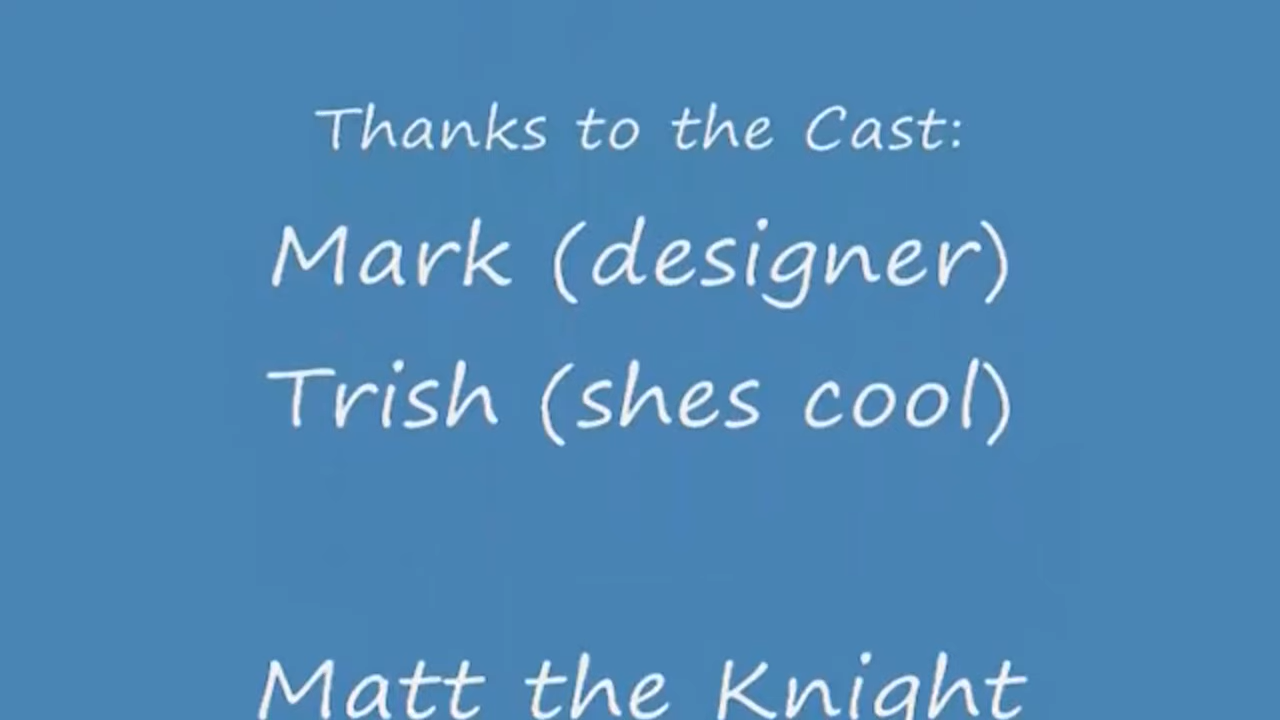 Thanks to the Cast:
Mark (designer)
Trish (shes cool)
Matt the Knight